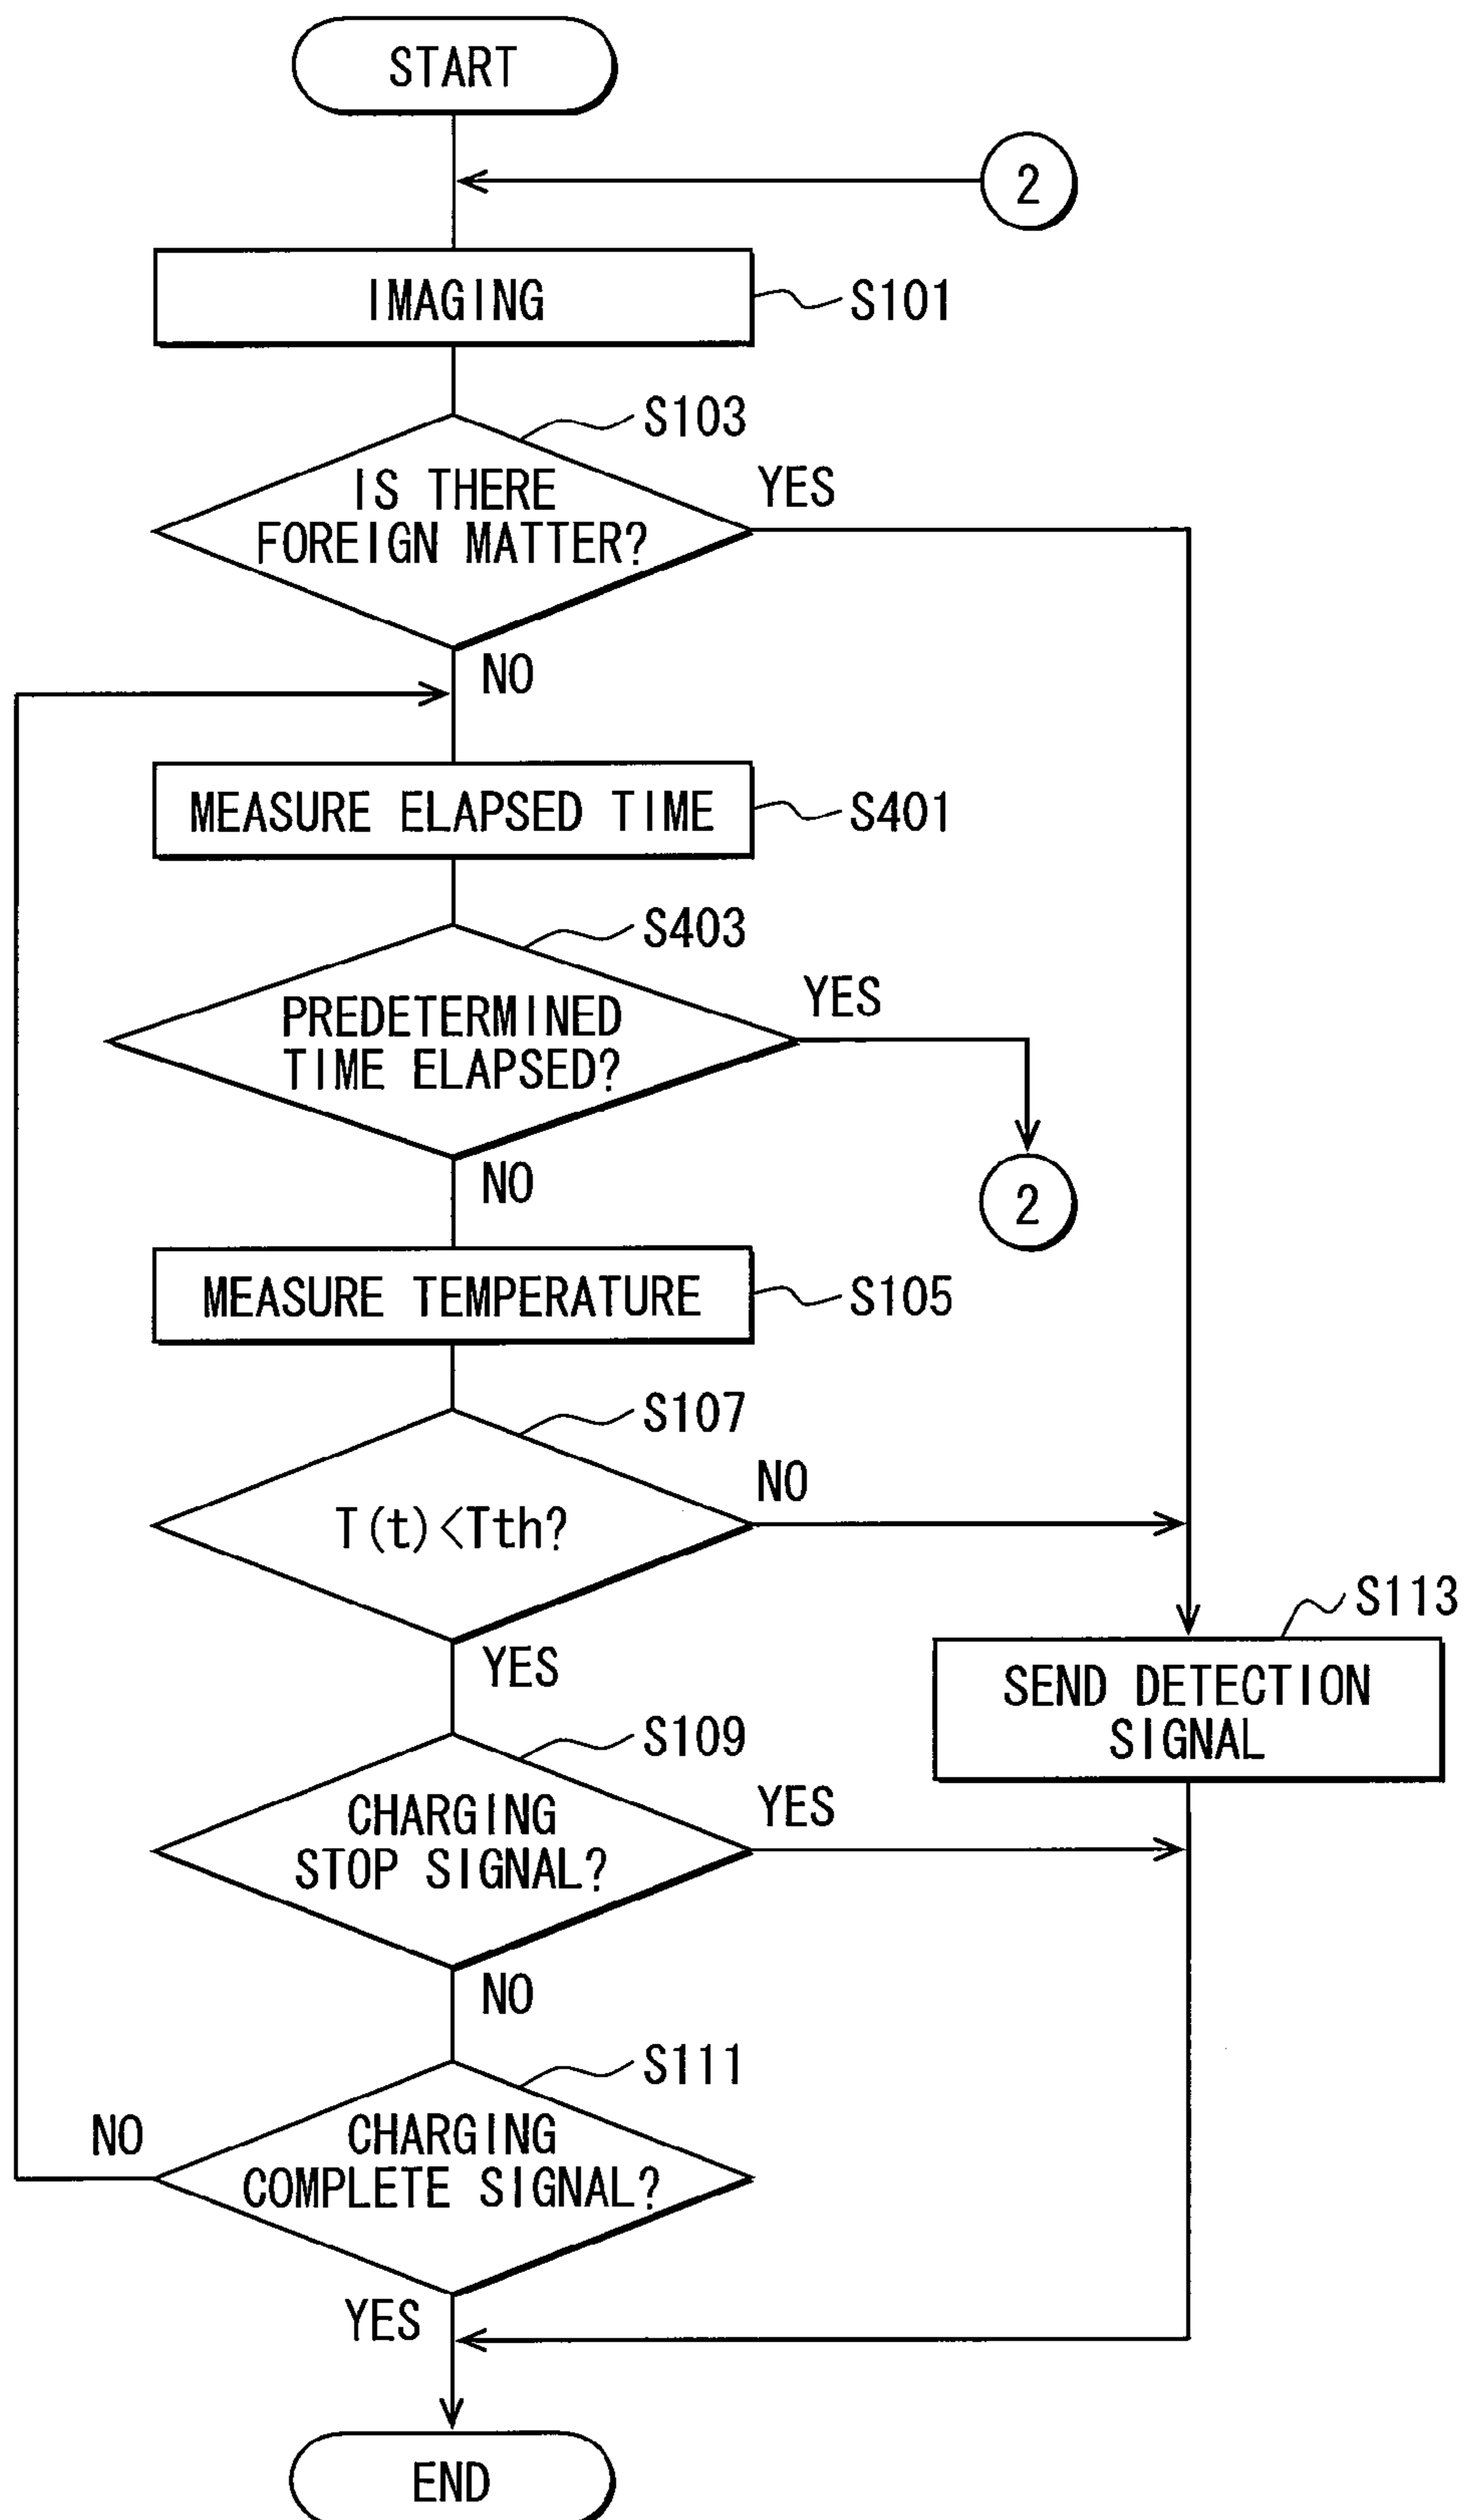 START
2
IMAGING
S101
S103
IS THERE
FOREIGN MATTER?
YES
NO
MEASURE ELAPSED TIME
S401
S403
PREDETERMINED
TIME ELAPSED?
YES
NO
2
MEASURE TEMPERATURE
S105
S107
T(t)<Tth?
NO
YES
S113
SEND DETECTION
SIGNAL
S109
CHARGING
STOP SIGNAL?
YES
NO
S111
CHARGING
COMPLETE SIGNAL?
NO
YES
END